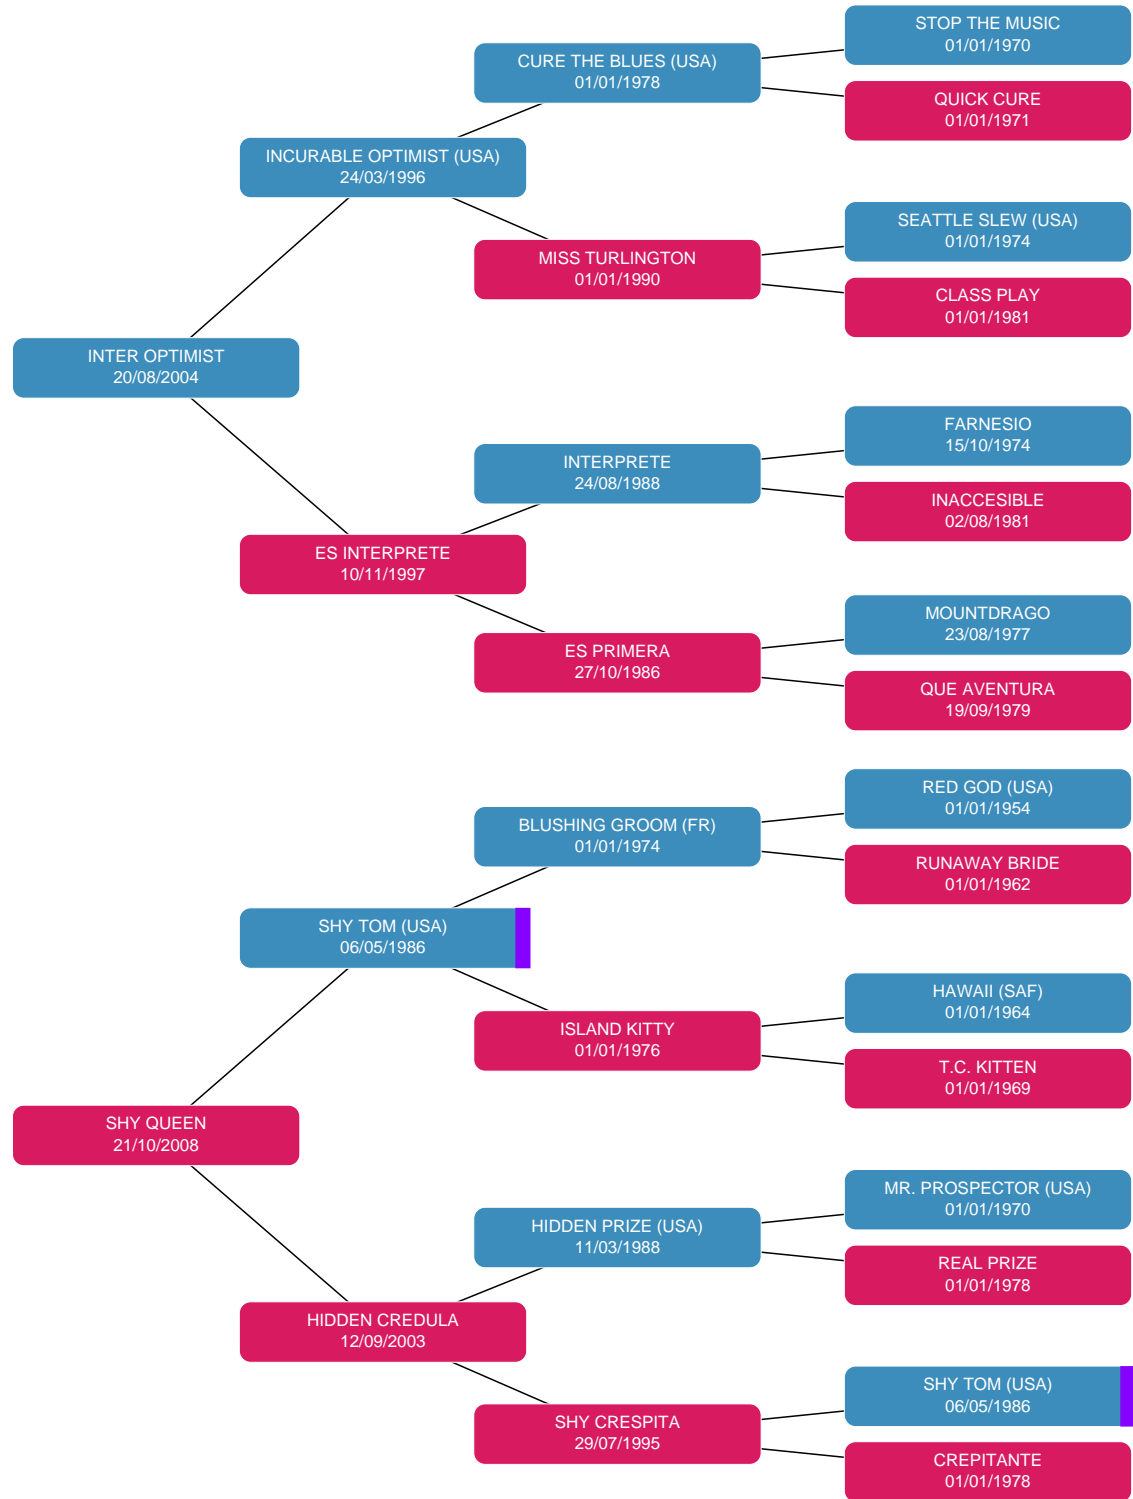 STOP THE MUSIC
01/01/1970
CURE THE BLUES (USA)
01/01/1978
QUICK CURE
01/01/1971
INCURABLE OPTIMIST (USA)
24/03/1996
SEATTLE SLEW (USA)
01/01/1974
MISS TURLINGTON
01/01/1990
CLASS PLAY
01/01/1981
INTER OPTIMIST
20/08/2004
FARNESIO
15/10/1974
INTERPRETE
24/08/1988
INACCESIBLE
02/08/1981
ES INTERPRETE
10/11/1997
MOUNTDRAGO
23/08/1977
ES PRIMERA
27/10/1986
QUE AVENTURA
19/09/1979
RED GOD (USA)
01/01/1954
BLUSHING GROOM (FR)
01/01/1974
RUNAWAY BRIDE
01/01/1962
SHY TOM (USA)
06/05/1986
HAWAII (SAF)
01/01/1964
ISLAND KITTY
01/01/1976
T.C. KITTEN
01/01/1969
SHY QUEEN
21/10/2008
MR. PROSPECTOR (USA)
01/01/1970
HIDDEN PRIZE (USA)
11/03/1988
REAL PRIZE
01/01/1978
HIDDEN CREDULA
12/09/2003
SHY TOM (USA)
06/05/1986
SHY CRESPITA
29/07/1995
CREPITANTE
01/01/1978